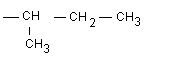 — CH — CH₂ — CH₃
CH₃